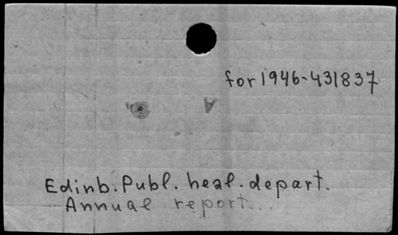 for 1946-431837
A
Edinb. Publ. heal. depart.
Annual report...